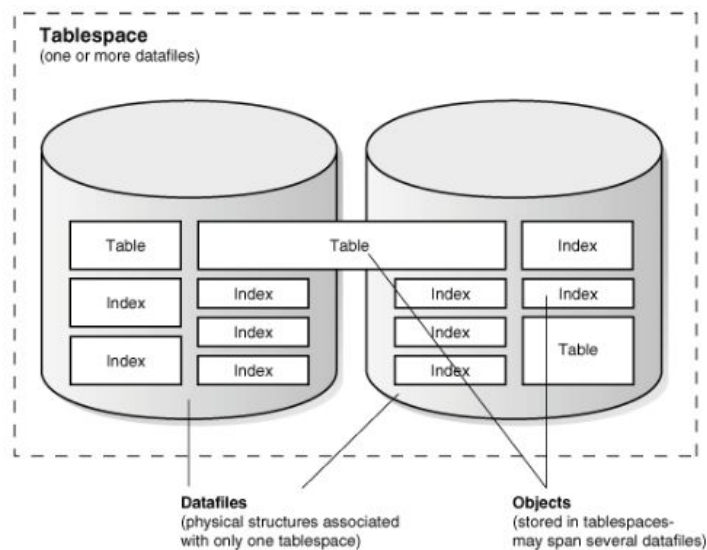 Tablespace
(one or more datafiles)
Table
Table
Index
Index
Index
Index
Index
Index
Index
Index
Index
Index
Index
Table
Datafiles
(physical structures associated
with only one tablespace)
Objects
(stored in tablespaces-
may span several datafiles)